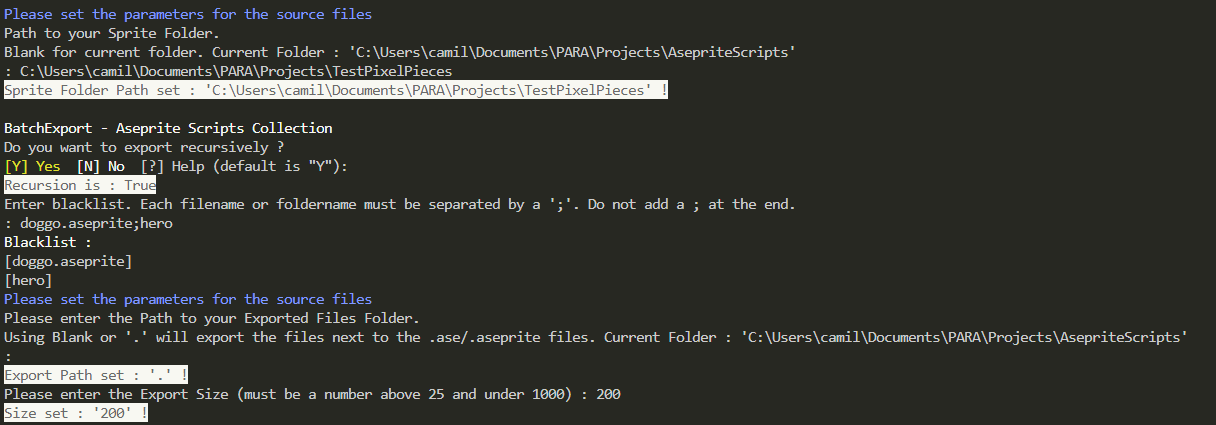 Please set the parameters for the source files
Path to your Sprite Folder.
Blank for current folder. Current Folder : 'C:\Users\camil\Documents\PARA\Projects\AsepriteScripts'
: C:\Users\camil\Documents\PARA\Projects\TestPixelPieces
Sprite Folder Path set : 'C:\Users\camil\Documents\PARA\Projects\TestPixelPieces' !
BatchExport - Aseprite Scripts Collection
Do you want to export recursively ?
[Y] Yes  [N] No  [?] Help (default is "Y"):
Recursion is : True
Enter blacklist. Each filename or foldername must be separated by a ';'. Do not add a ; at the end.
: doggo.aseprite;hero
Blacklist :
[doggo.aseprite]
[hero]
Please set the parameters for the source files
Please enter the Path to your Exported Files Folder.
Using Blank or '.' will export the files next to the .ase/.aseprite files. Current Folder : 'C:\Users\camil\Documents\PARA\Projects\AsepriteScripts'
:
Export Path set : '.' !
Please enter the Export Size (must be a number above 25 and under 1000) : 200
Size set : '200' !